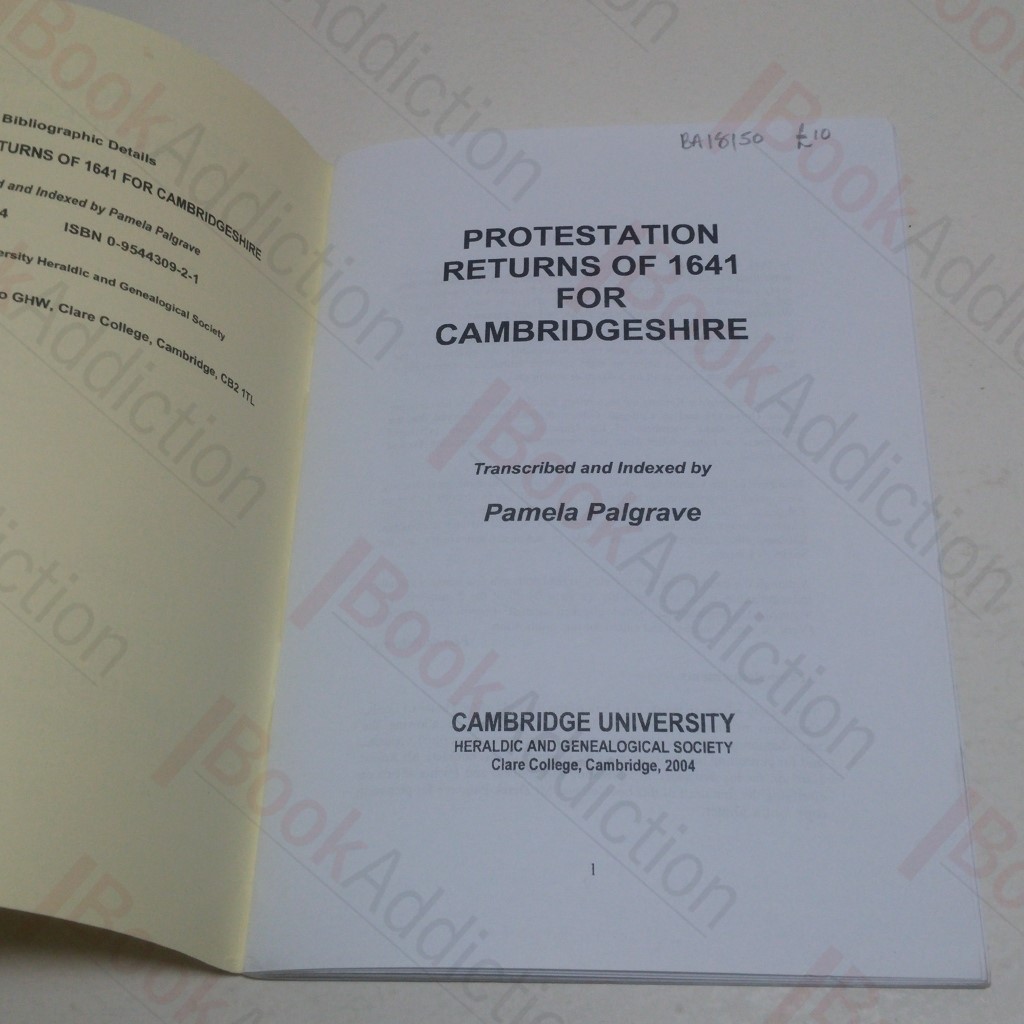 Bibliographic Details
TURNS OF 1641 FOR CAMBRIDGESHIRE
and Indexed by Pamela Palgrave
4
ISBN 0-9544309-2-1
ersity Heraldic and Genealogical Society
o GHW, Clare College, Cambridge, CB2 1TL
BA18150 £10
PROTESTATION
RETURNS OF 1641
FOR
CAMBRIDGESHIRE
Transcribed and Indexed by
Pamela Palgrave
CAMBRIDGE UNIVERSITY
HERALDIC AND GENEALOGICAL SOCIETY
Clare College, Cambridge, 2004
1
BookAddiction